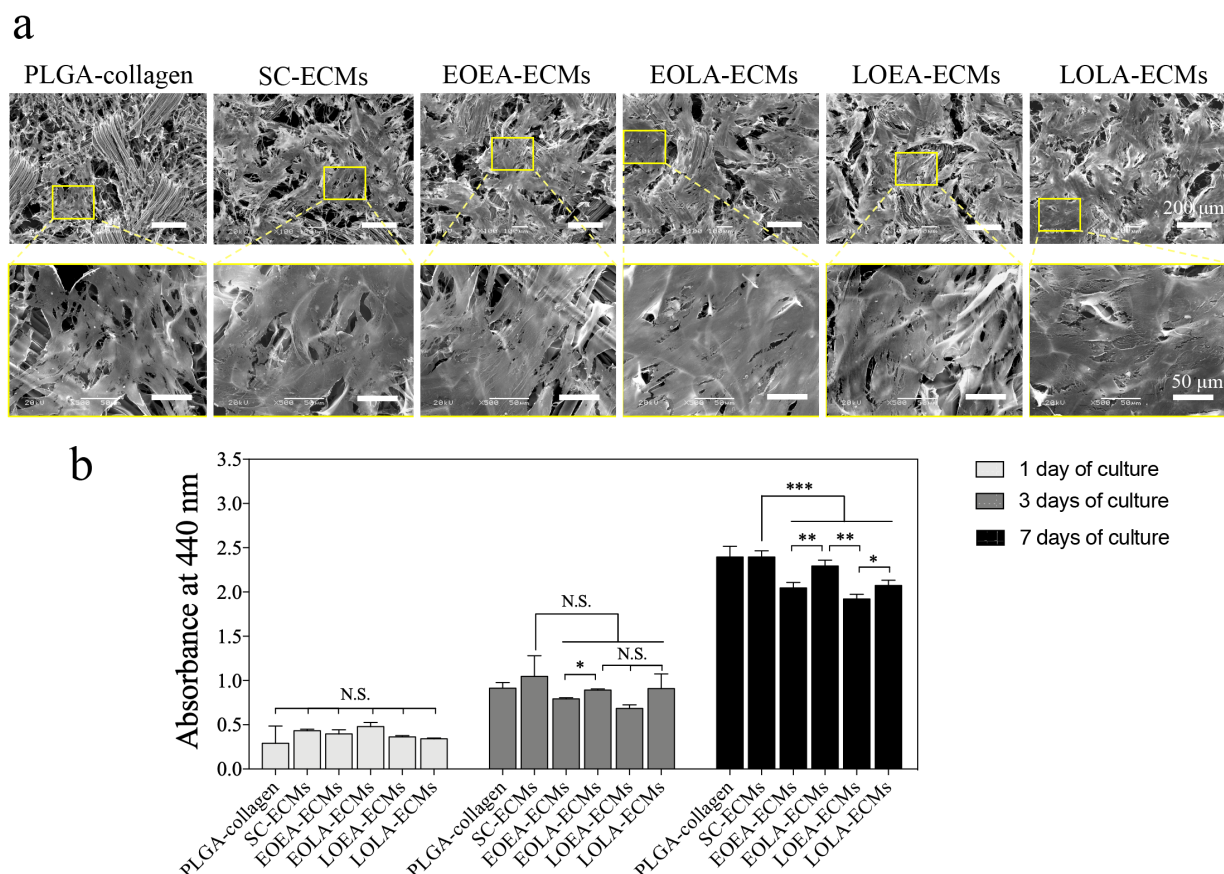 a
PLGA-collagen SC-ECMs EOEA-ECMs EOLA-ECMs LOEA-ECMs LOLA-ECMs
200 μm
20kV X500 50μm
50 μm
b
Absorbance at 440 nm
3.5
3.0
2.5
2.0
1.5
1.0
0.5
0.0
N.S.
N.S.
*
N.S.
***
**
**
*
1 day of culture
3 days of culture
7 days of culture
PLGA-collagen
SC-ECMs
EOEA-ECMs
EOLA-ECMs
LOEA-ECMs
LOLA-ECMs
PLGA-collagen
SC-ECMs
EOEA-ECMs
EOLA-ECMs
LOEA-ECMs
LOLA-ECMs
PLGA-collagen
SC-ECMs
EOEA-ECMs
EOLA-ECMs
LOEA-ECMs
LOLA-ECMs